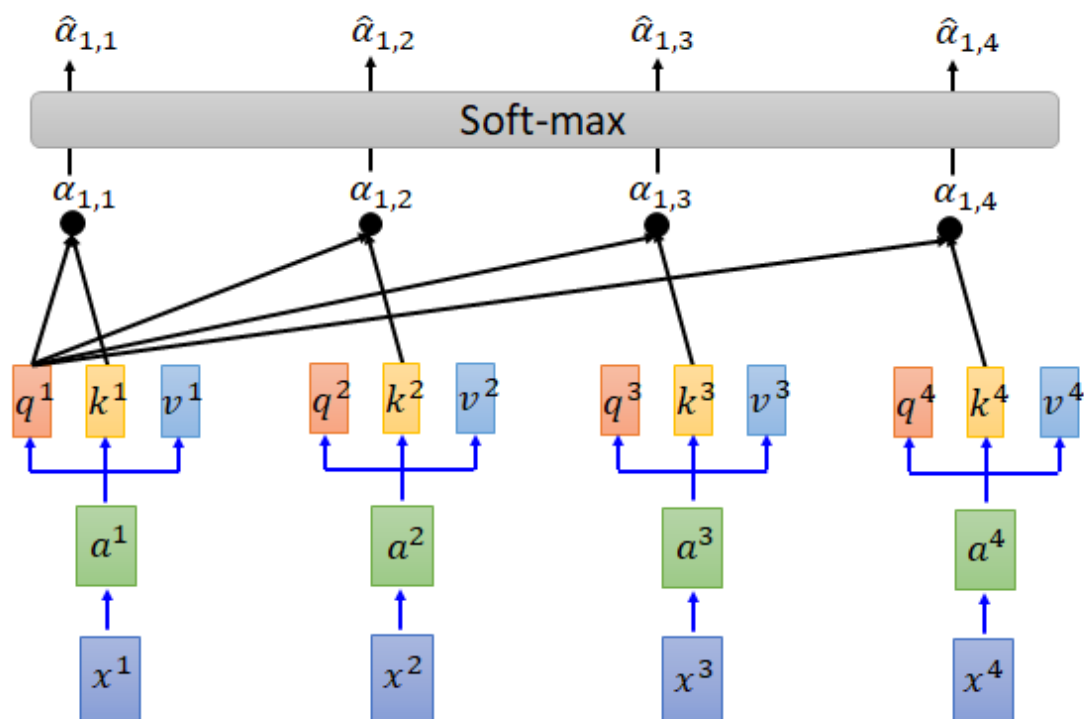 α̂₁,₁ α̂₁,₂ α̂₁,₃ α̂₁,₄
Soft-max
α₁,₁ α₁,₂ α₁,₃ α₁,₄
q¹ k¹ v¹ q² k² v² q³ k³ v³ q⁴ k⁴ v⁴
a¹ a² a³ a⁴
x¹ x² x³ x⁴